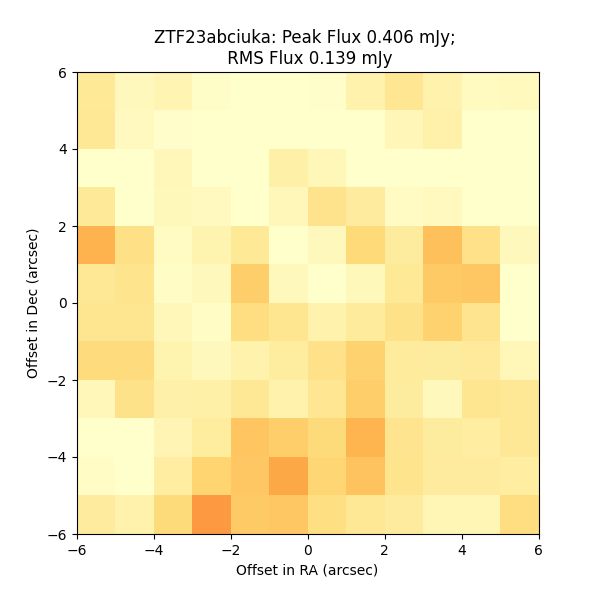 ZTF23abciuka: Peak Flux 0.406 mJy;
RMS Flux 0.139 mJy
6
4
2
0
−2
−4
−6
Offset in Dec (arcsec)
−6 −4 −2 0 2 4 6
Offset in RA (arcsec)